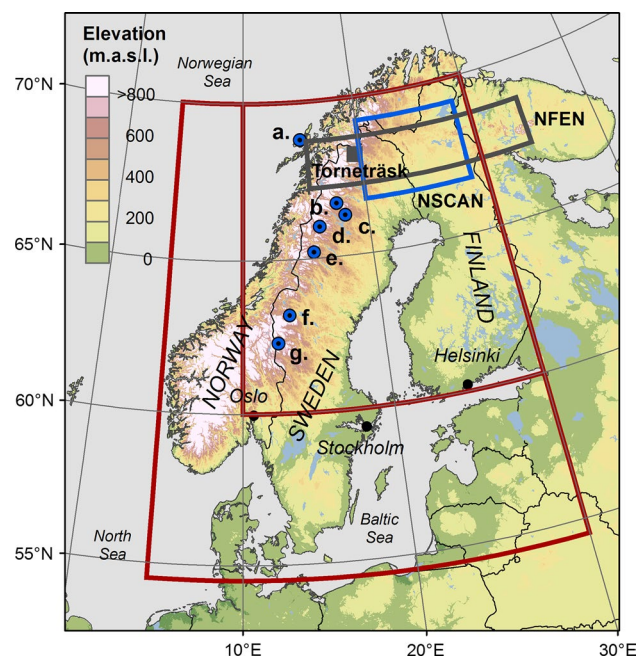 Elevation
(m.a.s.l.)
>800
600
400
200
0
Norwegian
Sea
70°N
65°N
60°N
55°N
a.
NFEN
Torneträsk
NSCAN
b.
c.
d.
e.
f.
g.
FINLAND
NORWAY
SWEDEN
Helsinki
Oslo
Stockholm
North
Sea
Baltic
Sea
10°E
20°E
30°E